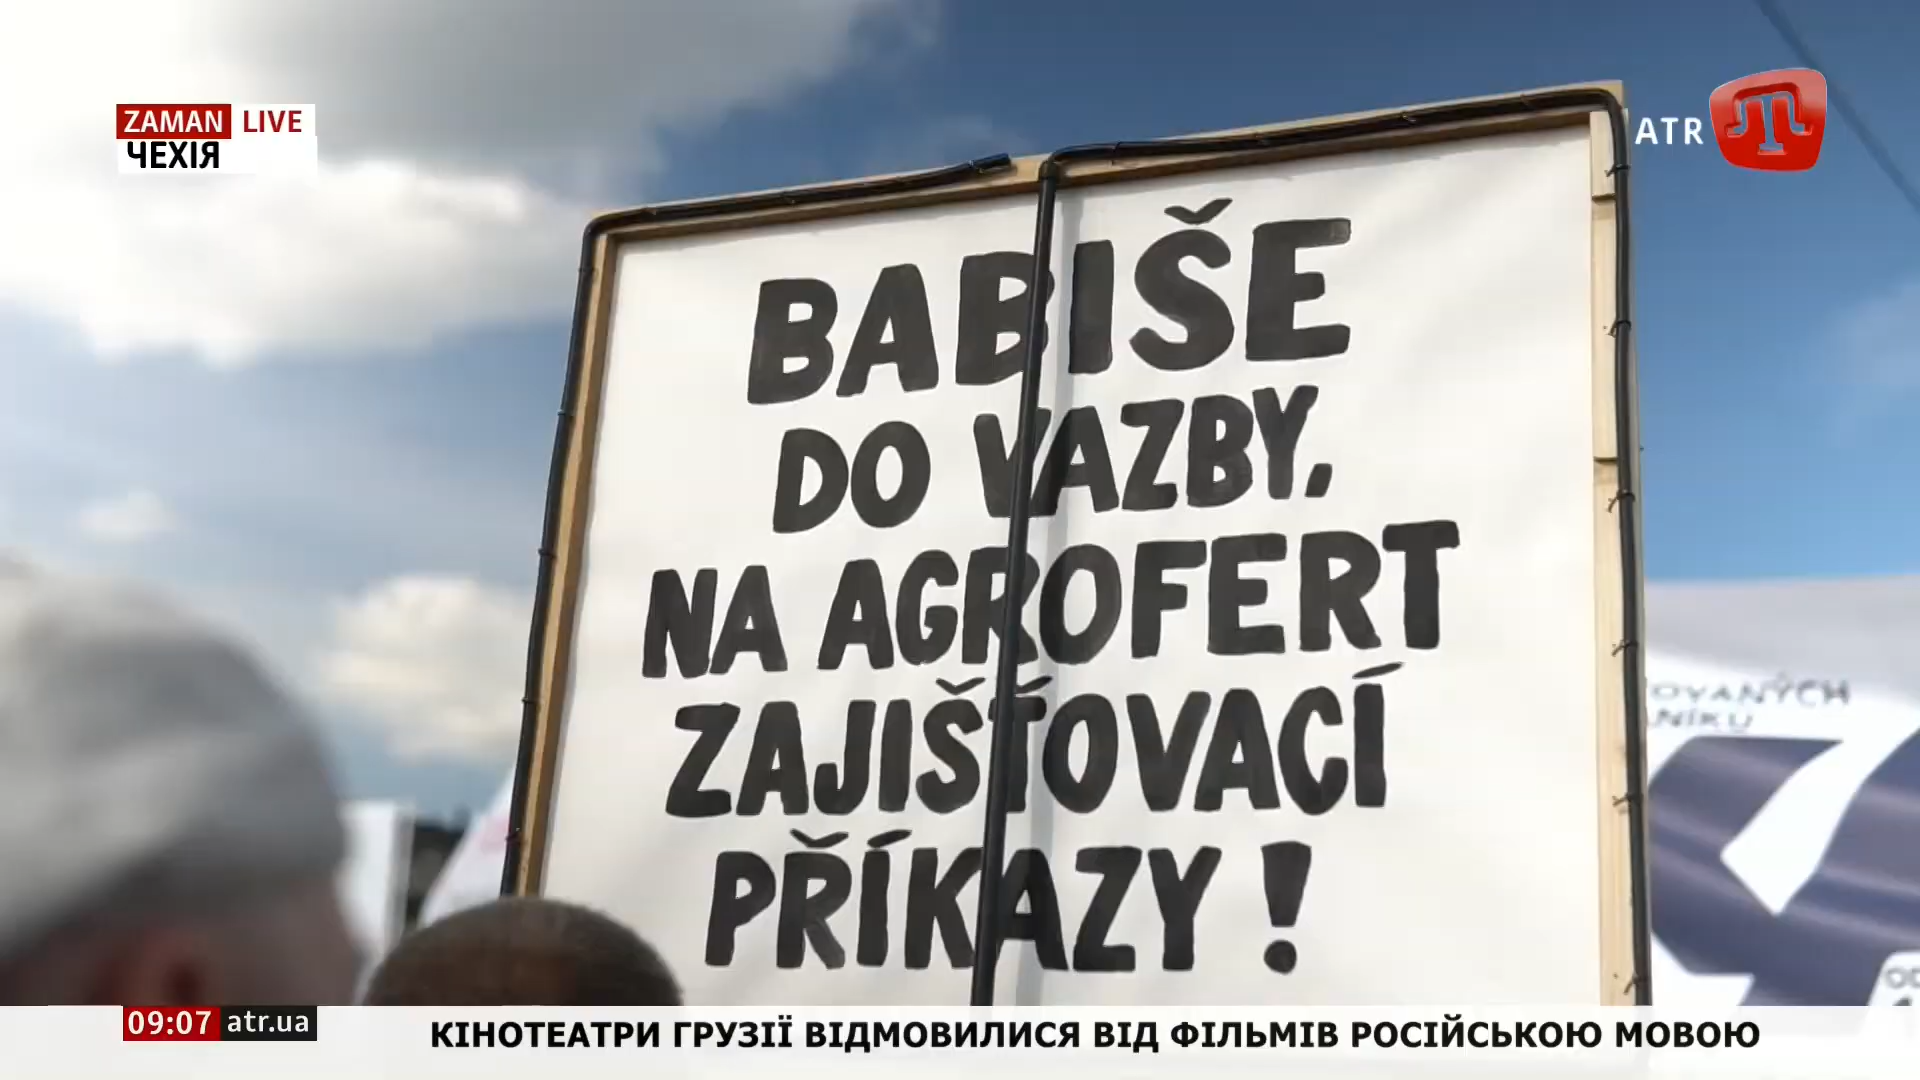 ZAMAN LIVE
ЧЕХІЯ
ATR
BABIŠE
DO VAZBY,
NA AGROFERT
ZAJIŠŤOVACÍ
PŘÍKAZY !
09:07 atr.ua
КІНОТЕАТРИ ГРУЗІЇ ВІДМОВИЛИСЯ ВІД ФІЛЬМІВ РОСІЙСЬКОЮ МОВОЮ